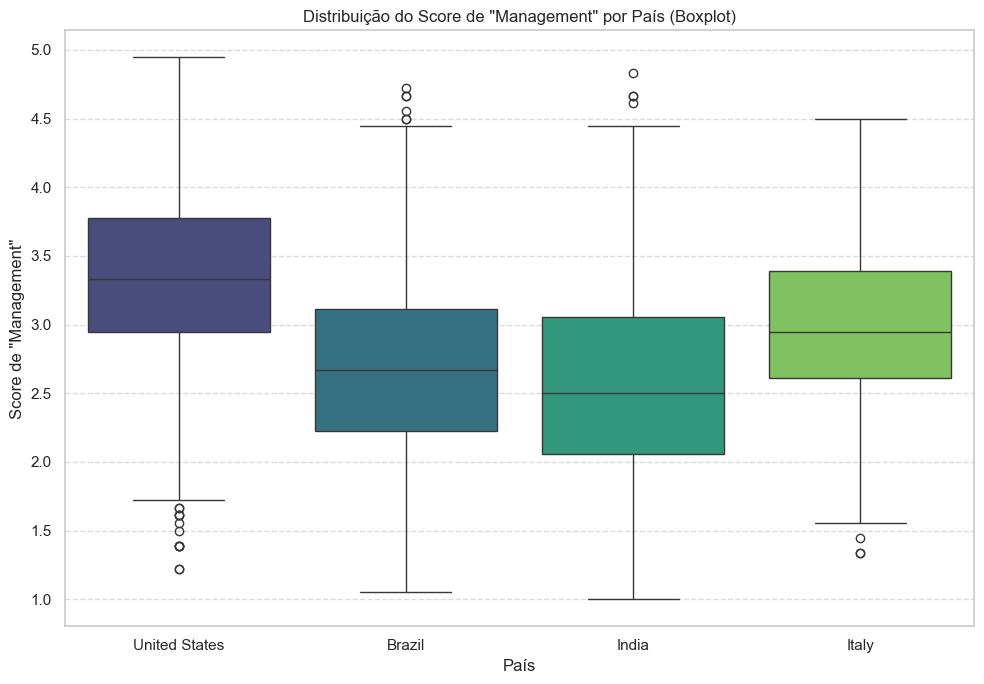 Distribuição do Score de "Management" por País (Boxplot)
Score de "Management"
5.0
4.5
4.0
3.5
3.0
2.5
2.0
1.5
1.0
United States
Brazil
India
Italy
País